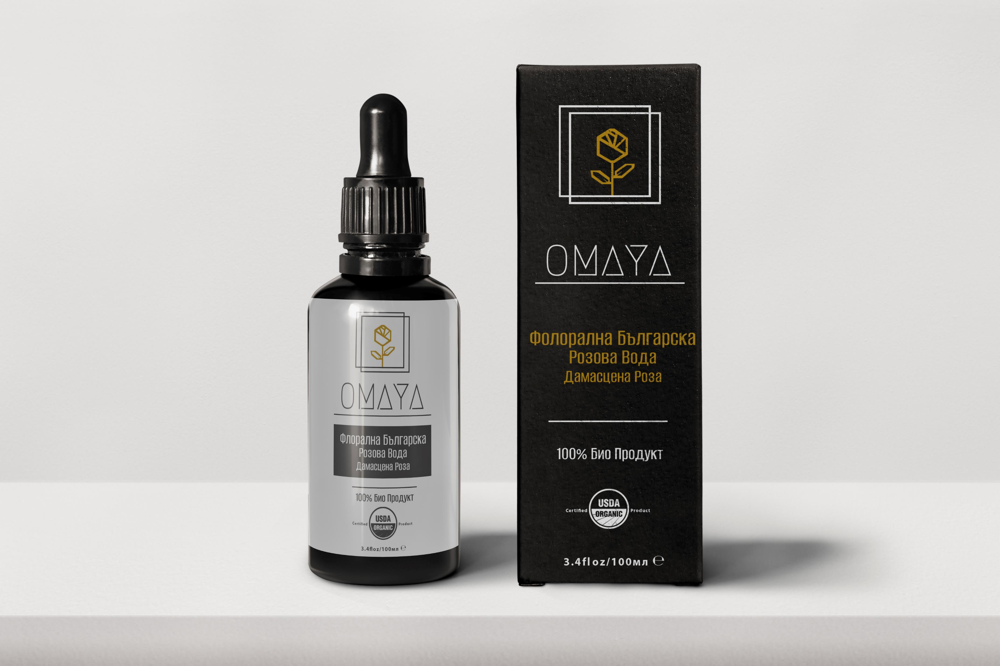 OMAYA
Флорална Българска
Розова Вода
Дамасцена Роза
100% Био Продукт
Certified USDA ORGANIC Product
3.4floz/100мл ℮
OMAYA
Фолорална Българска
Розова Вода
Дамасцена Роза
100% Био Продукт
Certified USDA ORGANIC Product
3.4floz/100мл ℮